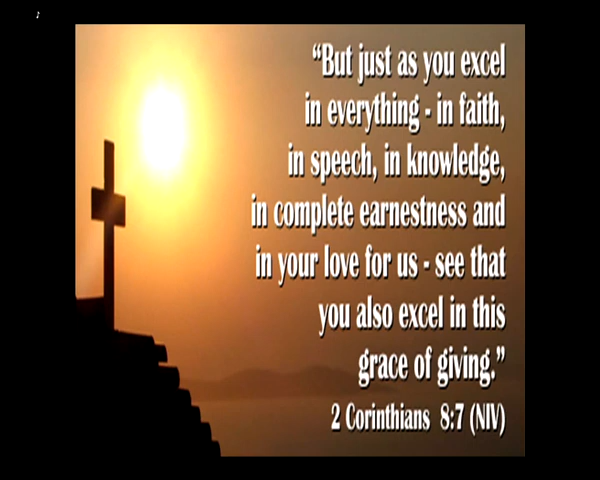 “But just as you excel
in everything - in faith,
in speech, in knowledge,
in complete earnestness and
in your love for us - see that
you also excel in this
grace of giving.”
2 Corinthians 8:7 (NIV)